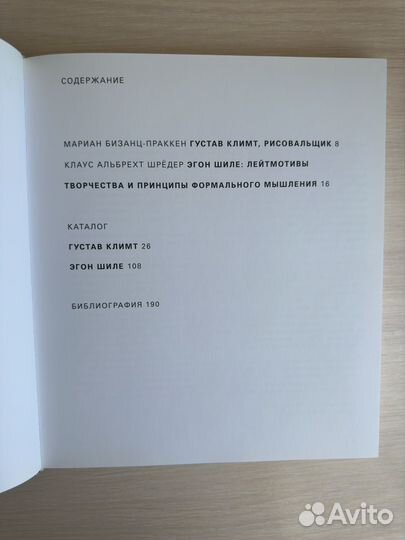 СОДЕРЖАНИЕ
МАРИАН БИЗАНЦ-ПРАККЕН ГУСТАВ КЛИМТ, РИСОВАЛЬЩИК 8
КЛАУС АЛЬБРЕХТ ШРЁДЕР ЭГОН ШИЛЕ: ЛЕЙТМОТИВЫ
ТВОРЧЕСТВА И ПРИНЦИПЫ ФОРМАЛЬНОГО МЫШЛЕНИЯ 16
КАТАЛОГ
ГУСТАВ КЛИМТ 26
ЭГОН ШИЛЕ 108
БИБЛИОГРАФИЯ 190
Avito